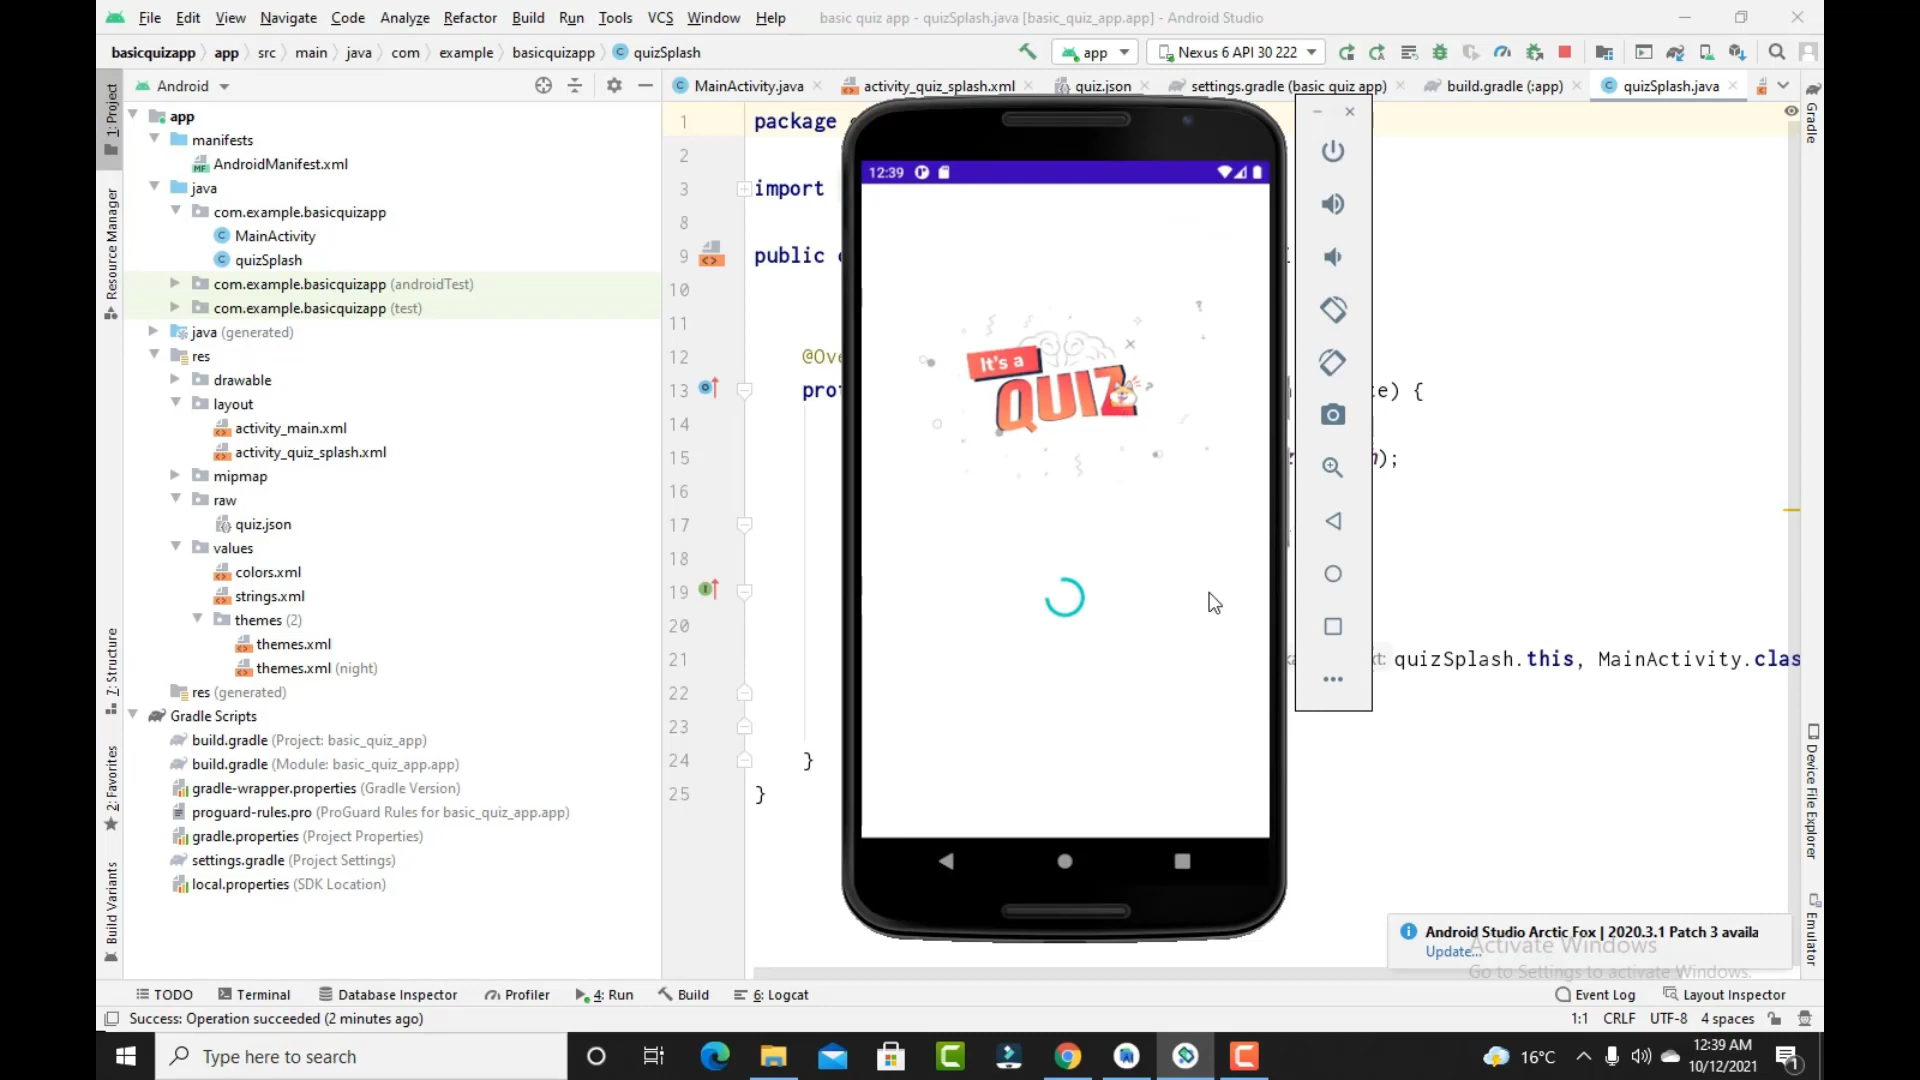 File Edit View Navigate Code Analyze Refactor Build Run Tools VCS Window Help basic quiz app - quizSplash.java [basic_quiz_app.app] - Android Studio
basicquizapp app src main java com example basicquizapp quizSplash app Nexus 6 API 30 222
Android
MainActivity.java activity_quiz_splash.xml quiz.json settings.gradle (basic quiz app) build.gradle (:app) quizSplash.java
1: Project
Resource Manager
7: Structure
2: Favorites
Build Variants
app
manifests
AndroidManifest.xml
java
com.example.basicquizapp
MainActivity
quizSplash
com.example.basicquizapp (androidTest)
com.example.basicquizapp (test)
java (generated)
res
drawable
layout
activity_main.xml
activity_quiz_splash.xml
mipmap
raw
quiz.json
values
colors.xml
strings.xml
themes (2)
themes.xml
themes.xml (night)
res (generated)
Gradle Scripts
build.gradle (Project: basic_quiz_app)
build.gradle (Module: basic_quiz_app.app)
gradle-wrapper.properties (Gradle Version)
proguard-rules.pro (ProGuard Rules for basic_quiz_app.app)
gradle.properties (Project Properties)
settings.gradle (Project Settings)
local.properties (SDK Location)
1 package
2
3 import
8
9 public
10
11
12 @Ove
13 pro e) {
14
15 );
16
17
18
19
20
21 quizSplash.this, MainActivity.clas
22
23
24 }
25 }
12:39
It's a
QUIZ
Gradle
Device File Explorer
Emulator
Android Studio Arctic Fox | 2020.3.1 Patch 3 availa
Update...
Activate Windows
Go to Settings to activate Windows.
TODO Terminal Database Inspector Profiler 4: Run Build 6: Logcat Event Log Layout Inspector
Success: Operation succeeded (2 minutes ago) 1:1 CRLF UTF-8 4 spaces
Type here to search 16°C 12:39 AM
10/12/2021
1